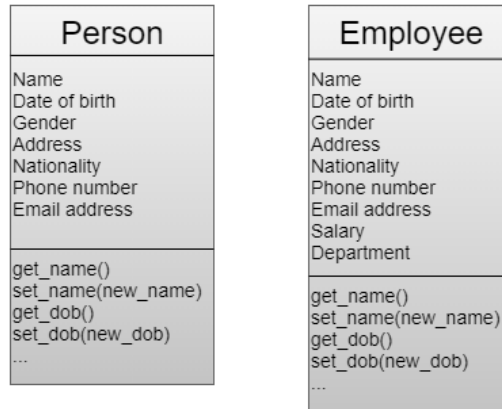 Person
Name
Date of birth
Gender
Address
Nationality
Phone number
Email address
get_name()
set_name(new_name)
get_dob()
set_dob(new_dob)
...
Employee
Name
Date of birth
Gender
Address
Nationality
Phone number
Email address
Salary
Department
get_name()
set_name(new_name)
get_dob()
set_dob(new_dob)
...